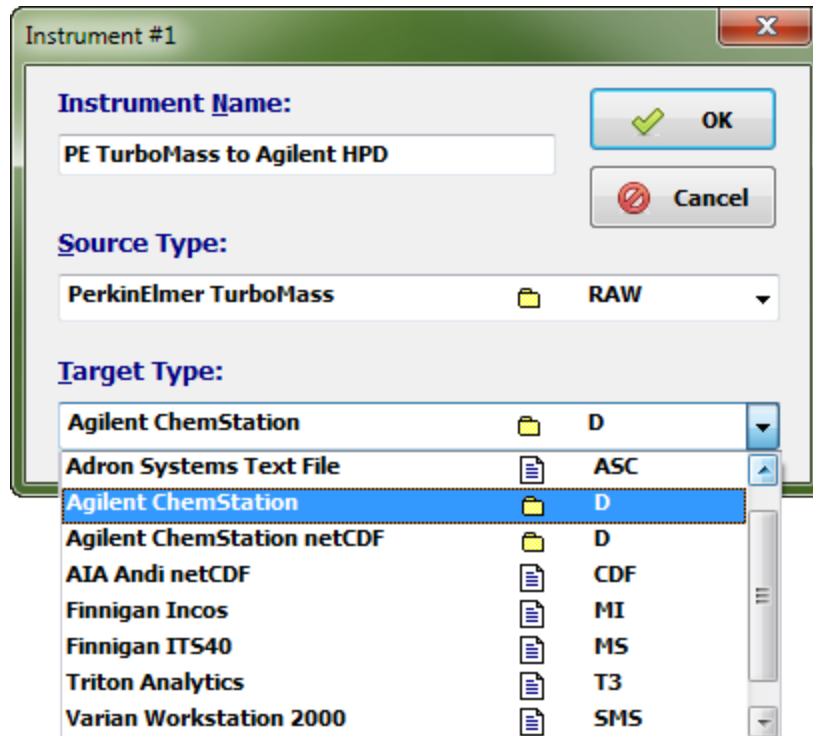 Instrument #1
Instrument Name:
OK
PE TurboMass to Agilent HPD
Cancel
Source Type:
PerkinElmer TurboMass RAW
Target Type:
Agilent ChemStation D
Adron Systems Text File ASC
Agilent ChemStation D
Agilent ChemStation netCDF D
AIA Andi netCDF CDF
Finnigan Incos MI
Finnigan ITS40 MS
Triton Analytics T3
Varian Workstation 2000 SMS